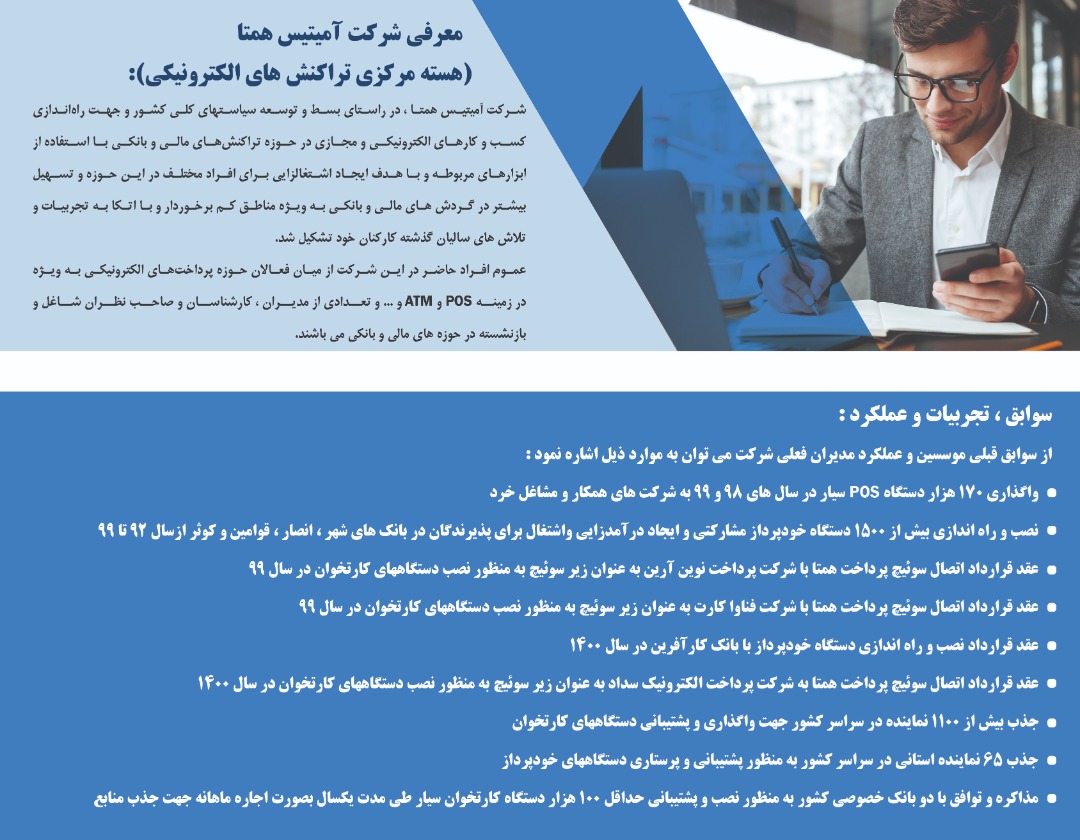 معرفی شرکت آمیتیس همتا
(هسته مرکزی تراکنش های الکترونیکی):
شرکت آمیتیس همتا ، در راستای بسط و توسعه سیاستهای کلی کشور و جهت راه‌اندازی
کسب و کارهای الکترونیکی و مجازی در حوزه تراکنش‌های مالی و بانکی با استفاده از
ابزارهای مربوطه و با هدف ایجاد اشتغالزایی برای افراد مختلف در این حوزه و تسهیل
بیشتر در گردش های مالی و بانکی به ویژه مناطق کم برخوردار و با اتکا به تجربیات و
تلاش های سالیان گذشته کارکنان خود تشکیل شد.
عموم افراد حاضر در این شرکت از میان فعالان حوزه پرداخت‌های الکترونیکی به ویژه
در زمینه POS و ATM و ... و تعدادی از مدیران ، کارشناسان و صاحب نظران شاغل و
بازنشسته در حوزه های مالی و بانکی می باشند.
سوابق ، تجربیات و عملکرد :
از سوابق قبلی موسسین و عملکرد مدیران فعلی شرکت می توان به موارد ذیل اشاره نمود :
واگذاری ۱۷۰ هزار دستگاه POS سیار در سال های ۹۸ و ۹۹ به شرکت های همکار و مشاغل خرد
نصب و راه اندازی بیش از ۱۵۰۰ دستگاه خودپرداز مشارکتی و ایجاد درآمدزایی واشتغال برای پذیرندگان در بانک های شهر ، انصار ، قوامین و کوثر ازسال ۹۲ تا ۹۹
عقد قرارداد اتصال سوئیچ پرداخت همتا با شرکت پرداخت نوین آرین به عنوان زیر سوئیچ به منظور نصب دستگاههای کارتخوان در سال ۹۹
عقد قرارداد اتصال سوئیچ پرداخت همتا با شرکت فناوا کارت به عنوان زیر سوئیچ به منظور نصب دستگاههای کارتخوان در سال ۹۹
عقد قرارداد نصب و راه اندازی دستگاه خودپرداز با بانک کارآفرین در سال ۱۴۰۰
عقد قرارداد اتصال سوئیچ پرداخت همتا به شرکت پرداخت الکترونیک سداد به عنوان زیر سوئیچ به منظور نصب دستگاههای کارتخوان در سال ۱۴۰۰
جذب بیش از ۱۱۰۰ نماینده در سراسر کشور جهت واگذاری و پشتیبانی دستگاههای کارتخوان
جذب ۶۵ نماینده استانی در سراسر کشور به منظور پشتیبانی و پرستاری دستگاههای خودپرداز
مذاکره و توافق با دو بانک خصوصی کشور به منظور نصب و پشتیبانی حداقل ۱۰۰ هزار دستگاه کارتخوان سیار طی مدت یکسال بصورت اجاره ماهانه جهت جذب منابع